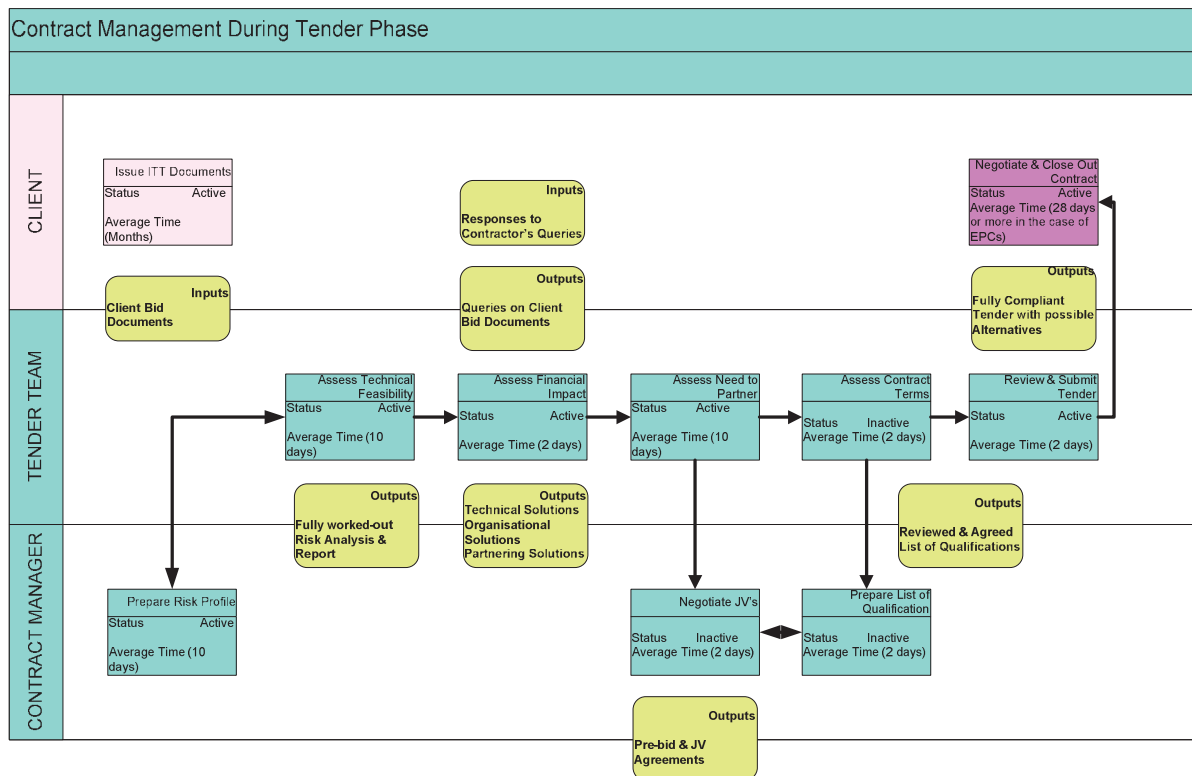 Contract Management During Tender Phase
CLIENT
Issue ITT Documents
Status Active
Average Time
(Months)
Inputs
Responses to
Contractor's Queries
Negotiate & Close Out
Contract
Status Active
Average Time (28 days
or more in the case of
EPCs)
Inputs
Client Bid
Documents
Outputs
Queries on Client
Bid Documents
Outputs
Fully Compliant
Tender with possible
Alternatives
TENDER TEAM
Assess Technical
Feasibility
Status Active
Average Time (10
days)
Assess Financial
Impact
Status Active
Average Time (2 days)
Assess Need to
Partner
Status Active
Average Time (10
days)
Assess Contract
Terms
Status Inactive
Average Time (2 days)
Review & Submit
Tender
Status Active
Average Time (2 days)
Outputs
Fully worked-out
Risk Analysis &
Report
Outputs
Technical Solutions
Organisational
Solutions
Partnering Solutions
Outputs
Reviewed & Agreed
List of Qualifications
CONTRACT MANAGER
Prepare Risk Profile
Status Active
Average Time (10
days)
Negotiate JV's
Status Inactive
Average Time (2 days)
Prepare List of
Qualification
Status Inactive
Average Time (2 days)
Outputs
Pre-bid & JV
Agreements